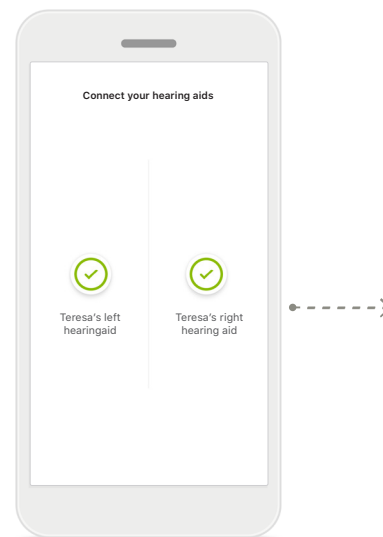 Connect your hearing aids
Teresa's left
hearingaid
Teresa's right
hearing aid